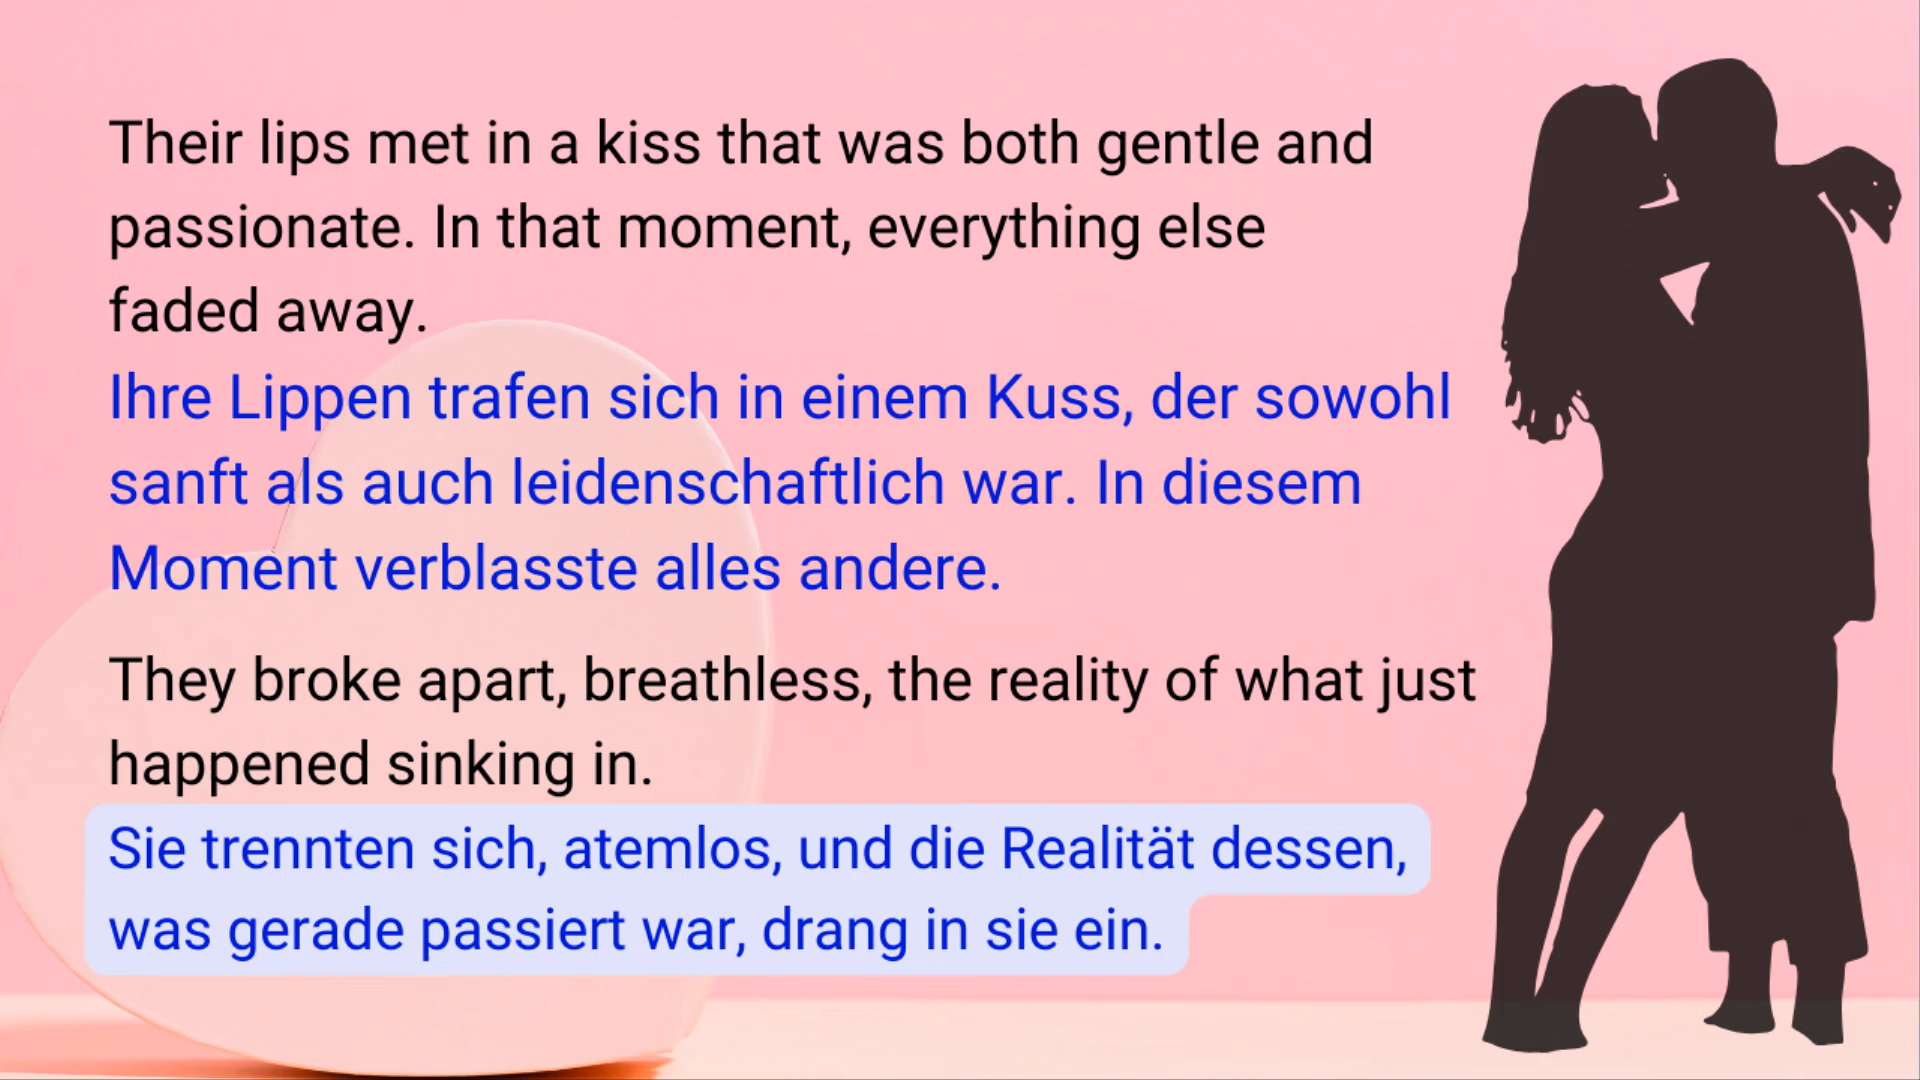 Their lips met in a kiss that was both gentle and
passionate. In that moment, everything else
faded away.
Ihre Lippen trafen sich in einem Kuss, der sowohl
sanft als auch leidenschaftlich war. In diesem
Moment verblasste alles andere.
They broke apart, breathless, the reality of what just
happened sinking in.
Sie trennten sich, atemlos, und die Realität dessen,
was gerade passiert war, drang in sie ein.